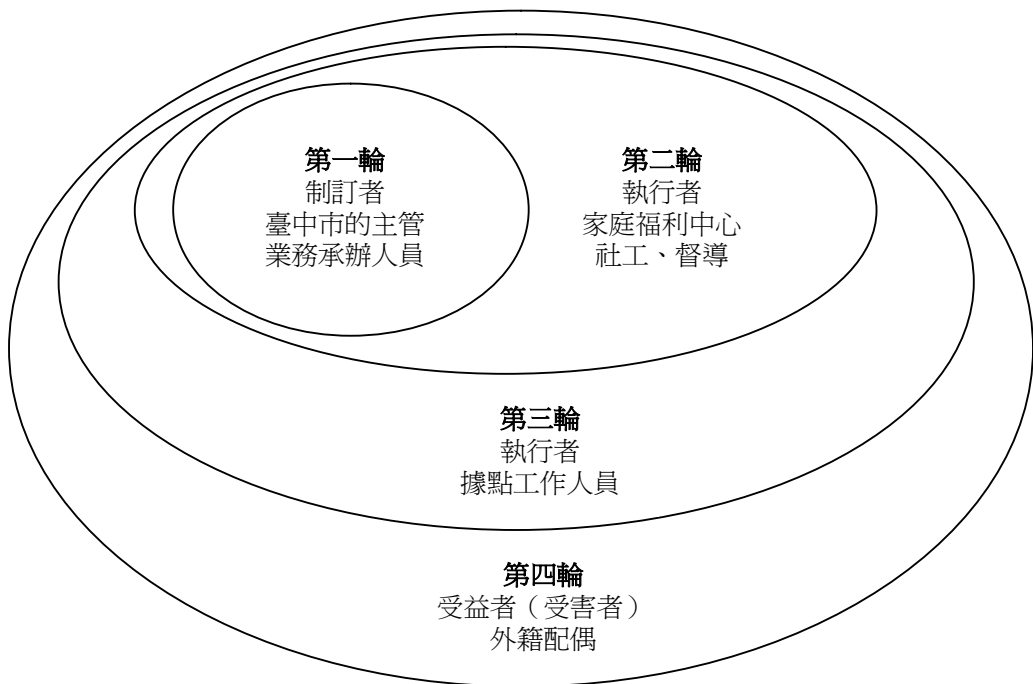 第一輪
制訂者
臺中市的主管
業務承辦人員
第二輪
執行者
家庭福利中心
社工、督導
第三輪
執行者
據點工作人員
第四輪
受益者（受害者）
外籍配偶